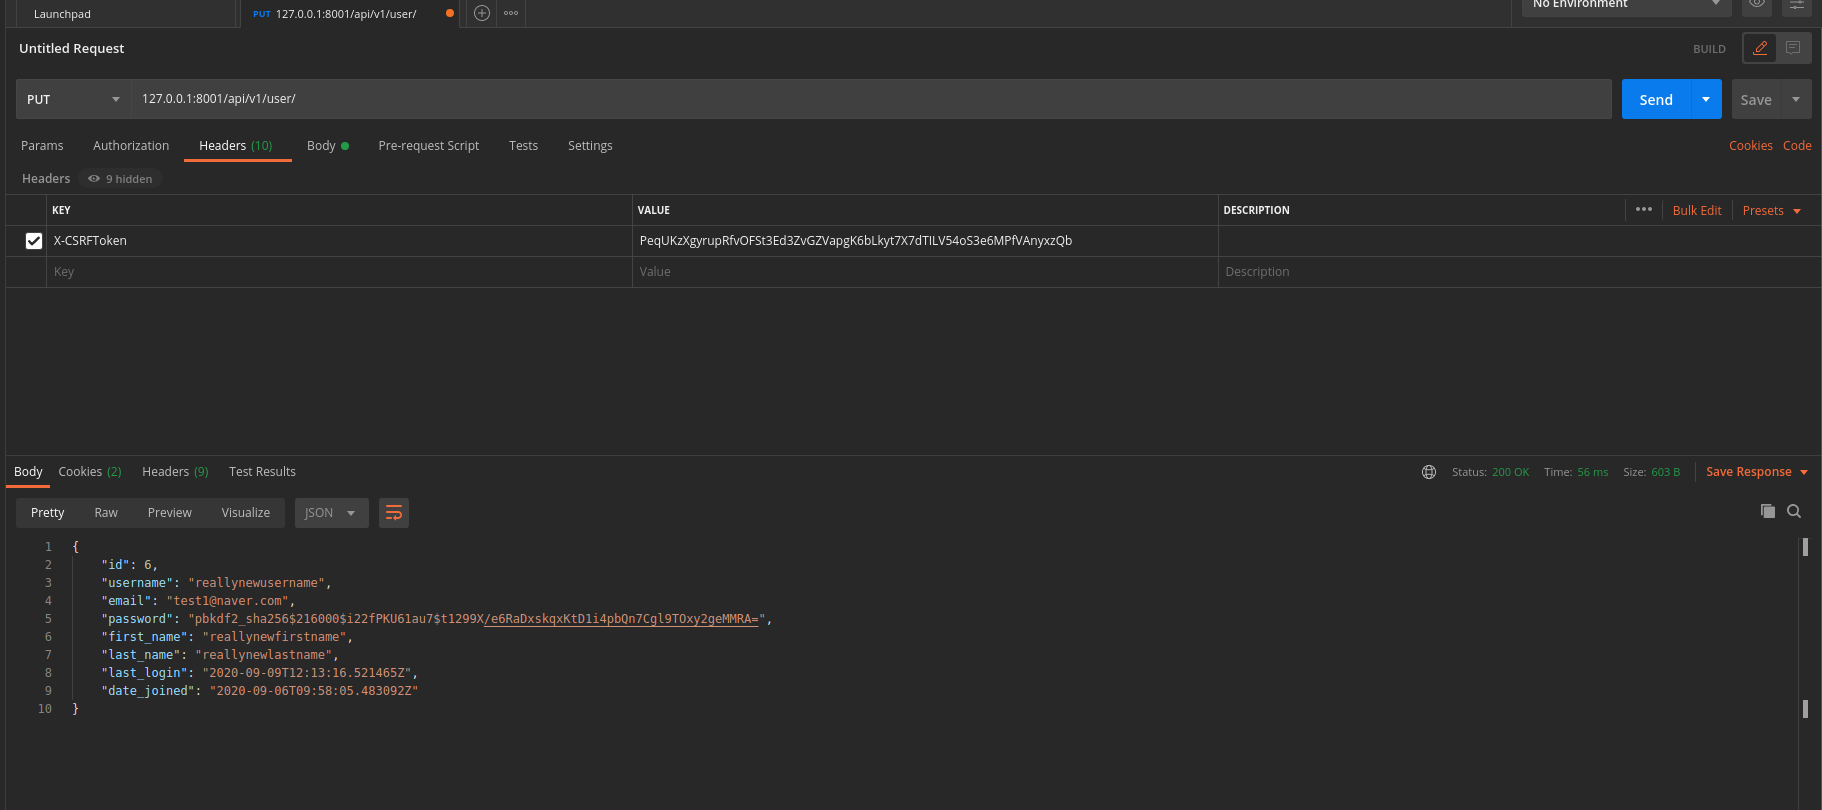 Launchpad
PUT 127.0.0.1:8001/api/v1/user/
No Environment
Untitled Request
BUILD
PUT
127.0.0.1:8001/api/v1/user/
Send
Save
Params
Authorization
Headers (10)
Body
Pre-request Script
Tests
Settings
Cookies
Code
Headers
9 hidden
KEY
VALUE
DESCRIPTION
Bulk Edit
Presets
X-CSRFToken
PeqUKzXgyrupRfvOFSt3Ed3ZvGZVapgK6bLkyt7X7dTILV54oS3e6MPfVAnyxzQb
Key
Value
Description
Body
Cookies (2)
Headers (9)
Test Results
Status: 200 OK
Time: 56 ms
Size: 603 B
Save Response
Pretty
Raw
Preview
Visualize
JSON
1 {
2 "id": 6,
3 "username": "reallynewusername",
4 "email": "test1@naver.com",
5 "password": "pbkdf2_sha256$216000$i22fPKU61au7$t1299X/e6RaDxskqxKtD1i4pbQn7Cgl9TOxy2geMMRA=",
6 "first_name": "reallynewfirstname",
7 "last_name": "reallynewlastname",
8 "last_login": "2020-09-09T12:13:16.521465Z",
9 "date_joined": "2020-09-06T09:58:05.483092Z"
10 }